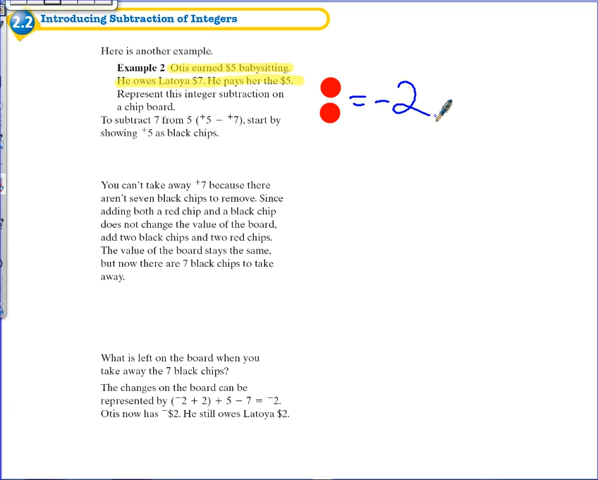 2.2 Introducing Subtraction of Integers
Here is another example.
Example 2 Otis earned $5 babysitting.
He owes Latoya $7. He pays her the $5.
Represent this integer subtraction on
a chip board.
To subtract 7 from 5 (⁺5 − ⁺7), start by
showing ⁺5 as black chips.
= -2
You can't take away ⁺7 because there
aren't seven black chips to remove. Since
adding both a red chip and a black chip
does not change the value of the board,
add two black chips and two red chips.
The value of the board stays the same,
but now there are 7 black chips to take
away.
What is left on the board when you
take away the 7 black chips?
The changes on the board can be
represented by (⁻2 + 2) + 5 − 7 = ⁻2.
Otis now has ⁻$2. He still owes Latoya $2.